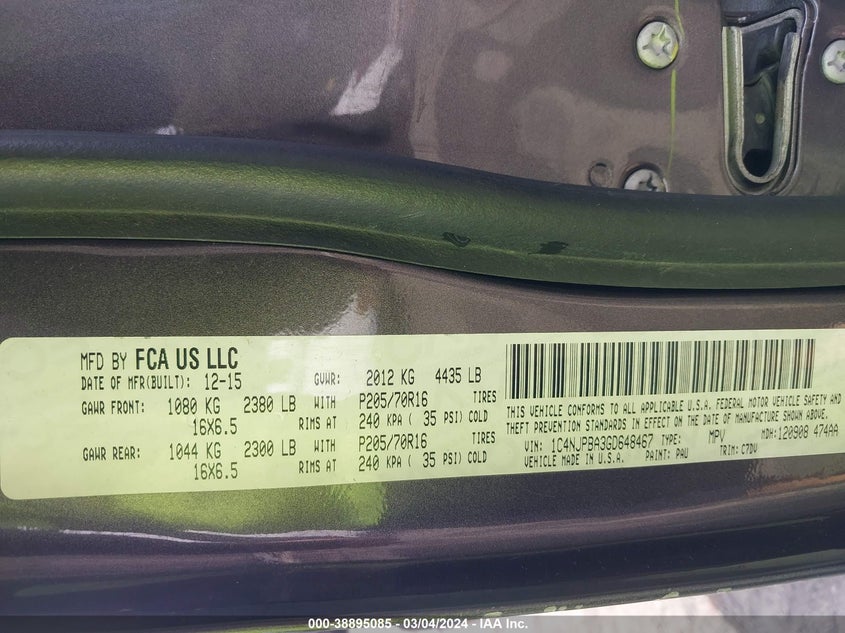 MFD BY FCA US LLC
DATE OF MFR(BUILT): 12-15 GVWR: 2012 KG 4435 LB
GAWR FRONT: 1080 KG 2380 LB WITH P205/70R16 TIRES
16X6.5 RIMS AT 240 KPA ( 35 PSI) COLD
GAWR REAR: 1044 KG 2300 LB WITH P205/70R16 TIRES
16X6.5 RIMS AT 240 KPA ( 35 PSI) COLD
THIS VEHICLE CONFORMS TO ALL APPLICABLE U.S.A. FEDERAL MOTOR VEHICLE SAFETY AND
THEFT PREVENTION STANDARDS IN EFFECT ON THE DATE OF MANUFACTURE SHOWN ABOVE.
VIN: 1C4NJPBA3GD648467 TYPE: MPV MDH: 120908 474AA
VEHICLE MADE IN U.S.A. PAINT: PAU TRIM: C7DV
000-38895085 - 03/04/2024 - IAA Inc.